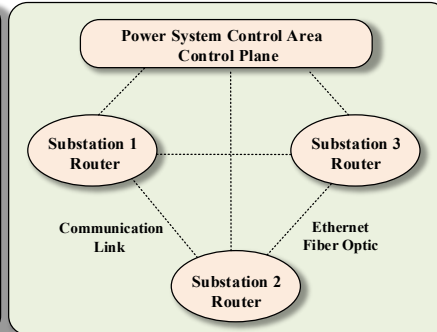 Power System Control Area
Control Plane
Substation 1
Router
Substation 3
Router
Communication
Link
Ethernet
Fiber Optic
Substation 2
Router